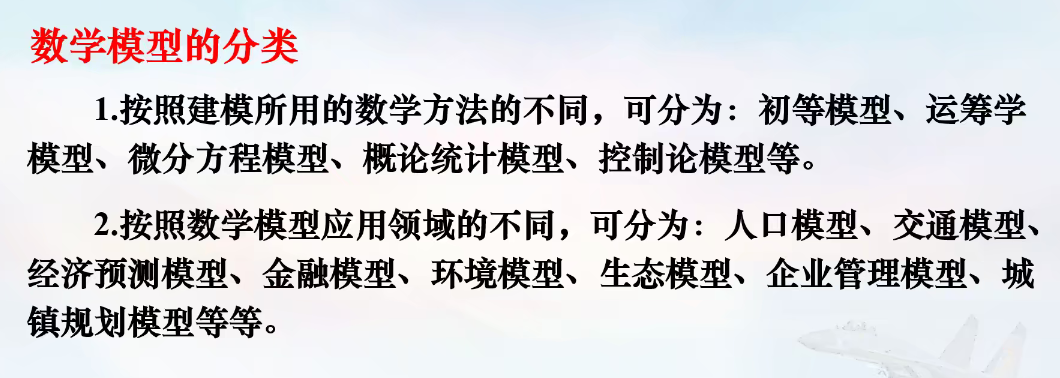 数学模型的分类
1.按照建模所用的数学方法的不同，可分为：初等模型、运筹学
模型、微分方程模型、概论统计模型、控制论模型等。
2.按照数学模型应用领域的不同，可分为：人口模型、交通模型、
经济预测模型、金融模型、环境模型、生态模型、企业管理模型、城
镇规划模型等等。